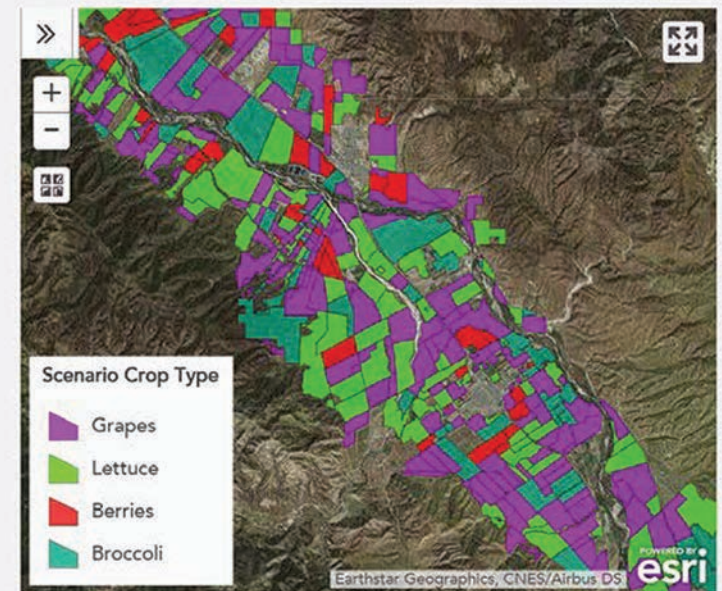 »
+
−
Scenario Crop Type
Grapes
Lettuce
Berries
Broccoli
POWERED BY
esri
Earthstar Geographics, CNES/Airbus DS